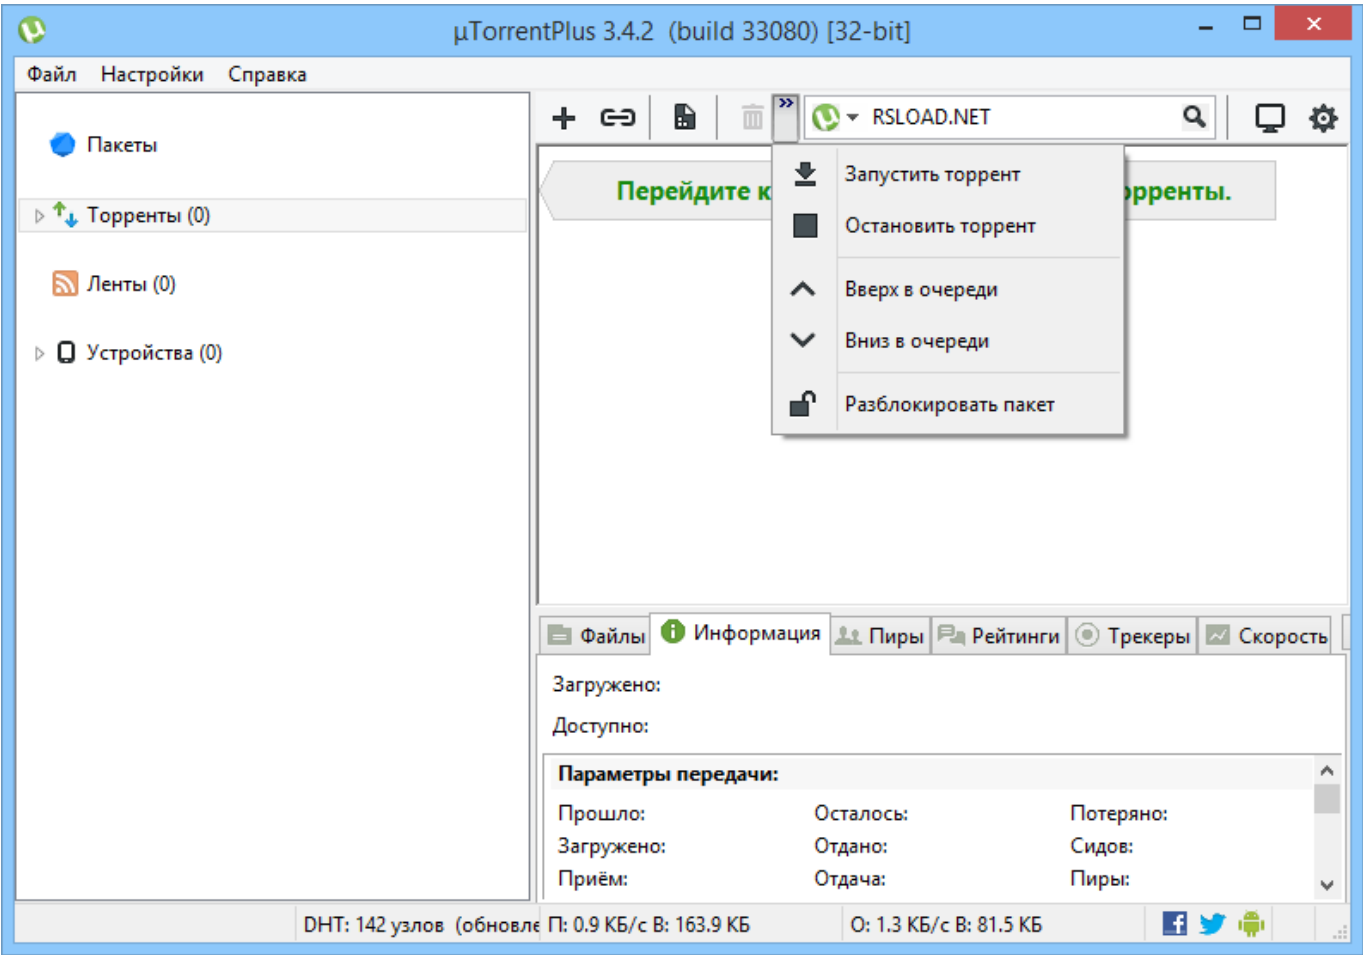 µTorrentPlus 3.4.2 (build 33080) [32-bit]
Файл Настройки Справка
Пакеты
Торренты (0)
Ленты (0)
Устройства (0)
RSLOAD.NET
Перейдите
Запустить торрент
Остановить торрент
Вверх в очереди
Вниз в очереди
Разблокировать пакет
Файлы Информация Пиры Рейтинги Трекеры Скорость
Загружено:
Доступно:
Параметры передачи:
Прошло: Осталось: Потеряно:
Загружено: Отдано: Сидов:
Приём: Отдача: Пиры:
DHT: 142 узлов (обновле П: 0.9 КБ/с В: 163.9 КБ О: 1.3 КБ/с В: 81.5 КБ